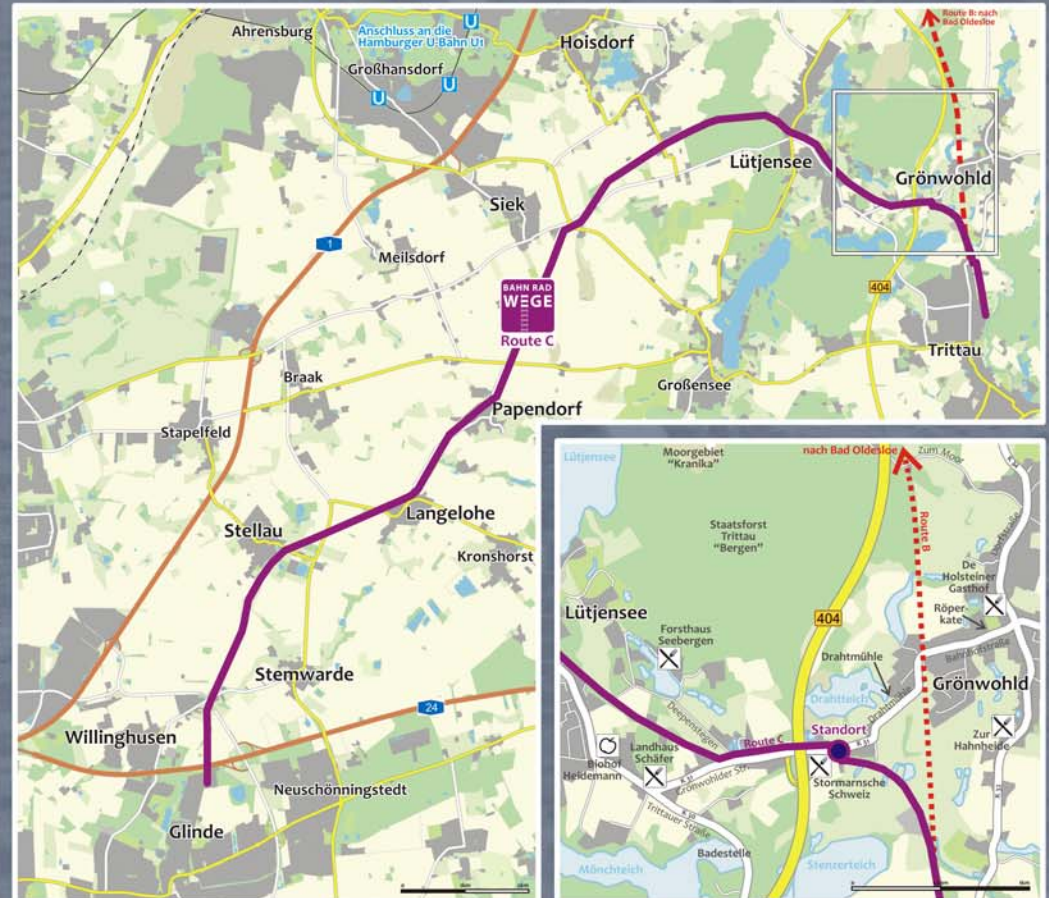 Route B: nach
Bad Oldesloe
Ahrensburg
Anschluss an die
Hamburger U-Bahn U1
U
Hoisdorf
Großhansdorf
U
U
Lütjensee
Grönwohld
Siek
1
Meilsdorf
BAHN RAD
WEGE
Route C
404
Trittau
Braak
Großensee
Papendorf
Stapelfeld
Langelohe
Stellau
Kronshorst
Stemwarde
24
Willinghusen
Neuschönningstedt
Glinde
Lütjensee
Moorgebiet
"Kranika"
nach Bad Oldesloe
Zum Moor
Staatsforst
Trittau
"Bergen"
Route B
Dorfstraße
De
Holsteiner
Gasthof
Lütjensee
404
Röper-
kate
Forsthaus
Seebergen
Bahnhofstraße
Drahtmühle
Grönwohld
Drahtteich
Drahtmühle
Deepenstegen
Standort
Route C
Zur
Hahnheide
Biohof
Heidemann
Landhaus
Schäfer
Grönwohlder Str.
Stormarnsche
Schweiz
Trittauer Straße
Badestelle
Mönchteich
Stenzerteich